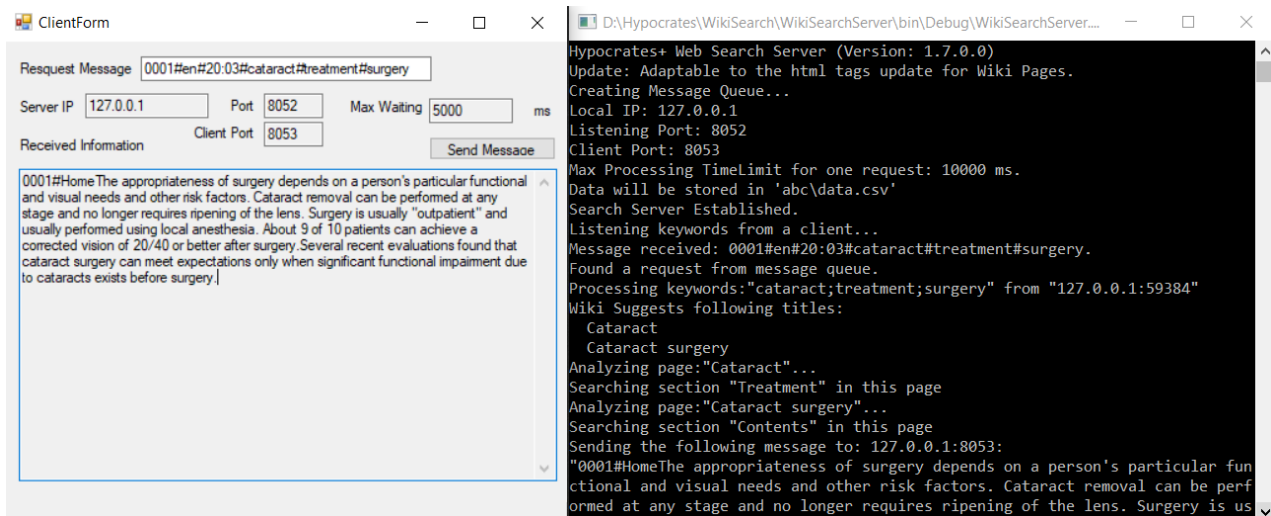 ClientForm
Resquest Message 0001#en#20:03#cataract#treatment#surgery
Server IP 127.0.0.1 Port 8052 Max Waiting 5000 ms
Client Port 8053
Received Information Send Message
0001#HomeThe appropriateness of surgery depends on a person's particular functional
and visual needs and other risk factors. Cataract removal can be performed at any
stage and no longer requires ripening of the lens. Surgery is usually "outpatient" and
usually performed using local anesthesia. About 9 of 10 patients can achieve a
corrected vision of 20/40 or better after surgery.Several recent evaluations found that
cataract surgery can meet expectations only when significant functional impairment due
to cataracts exists before surgery.
D:\Hypocrates\WikiSearch\WikiSearchServer\bin\Debug\WikiSearchServer....
Hypocrates+ Web Search Server (Version: 1.7.0.0)
Update: Adaptable to the html tags update for Wiki Pages.
Creating Message Queue...
Local IP: 127.0.0.1
Listening Port: 8052
Client Port: 8053
Max Processing TimeLimit for one request: 10000 ms.
Data will be stored in 'abc\data.csv'
Search Server Established.
Listening keywords from a client...
Message received: 0001#en#20:03#cataract#treatment#surgery.
Found a request from message queue.
Processing keywords:"cataract;treatment;surgery" from "127.0.0.1:59384"
Wiki Suggests following titles:
Cataract
Cataract surgery
Analyzing page:"Cataract"...
Searching section "Treatment" in this page
Analyzing page:"Cataract surgery"...
Searching section "Contents" in this page
Sending the following message to: 127.0.0.1:8053:
"0001#HomeThe appropriateness of surgery depends on a person's particular fun
ctional and visual needs and other risk factors. Cataract removal can be perf
ormed at any stage and no longer requires ripening of the lens. Surgery is us